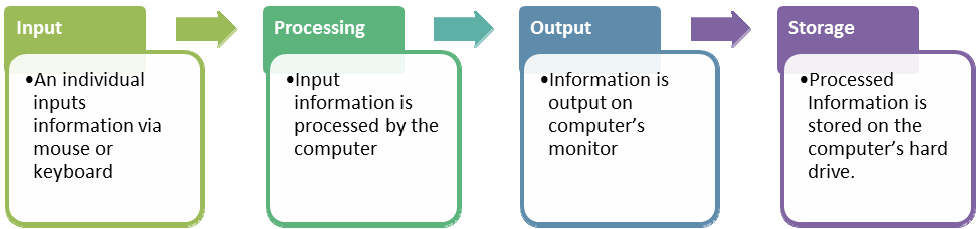 Input
•An individual
inputs
information via
mouse or
keyboard
Processing
•Input
information is
processed by the
computer
Output
•Information is
output on
computer’s
monitor
Storage
•Processed
Information is
stored on the
computer’s hard
drive.